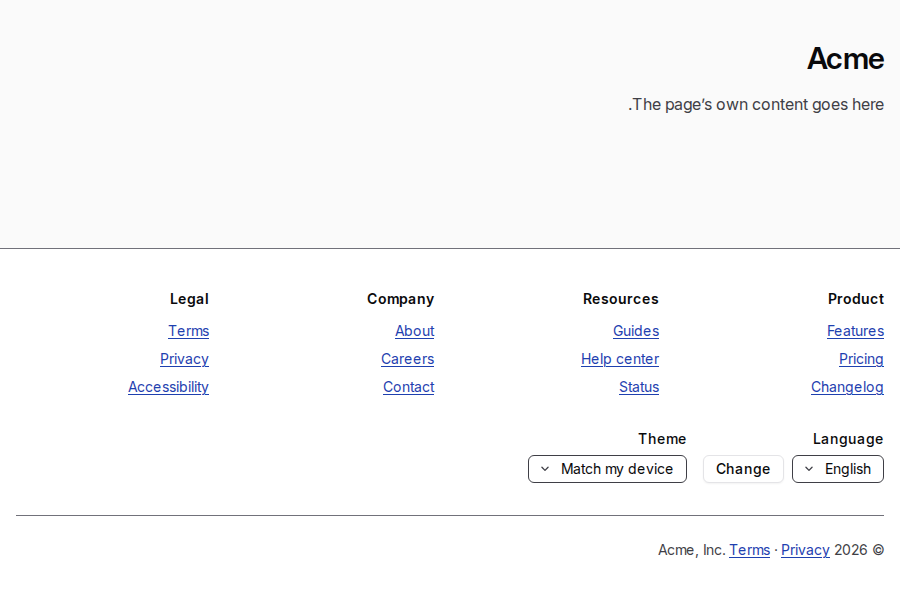 Acme
.The page's own content goes here
Product
Features
Pricing
Changelog
Resources
Guides
Help center
Status
Company
About
Careers
Contact
Legal
Terms
Privacy
Accessibility
Language
English
Change
Theme
Match my device
Acme, Inc. Terms · Privacy 2026 ©